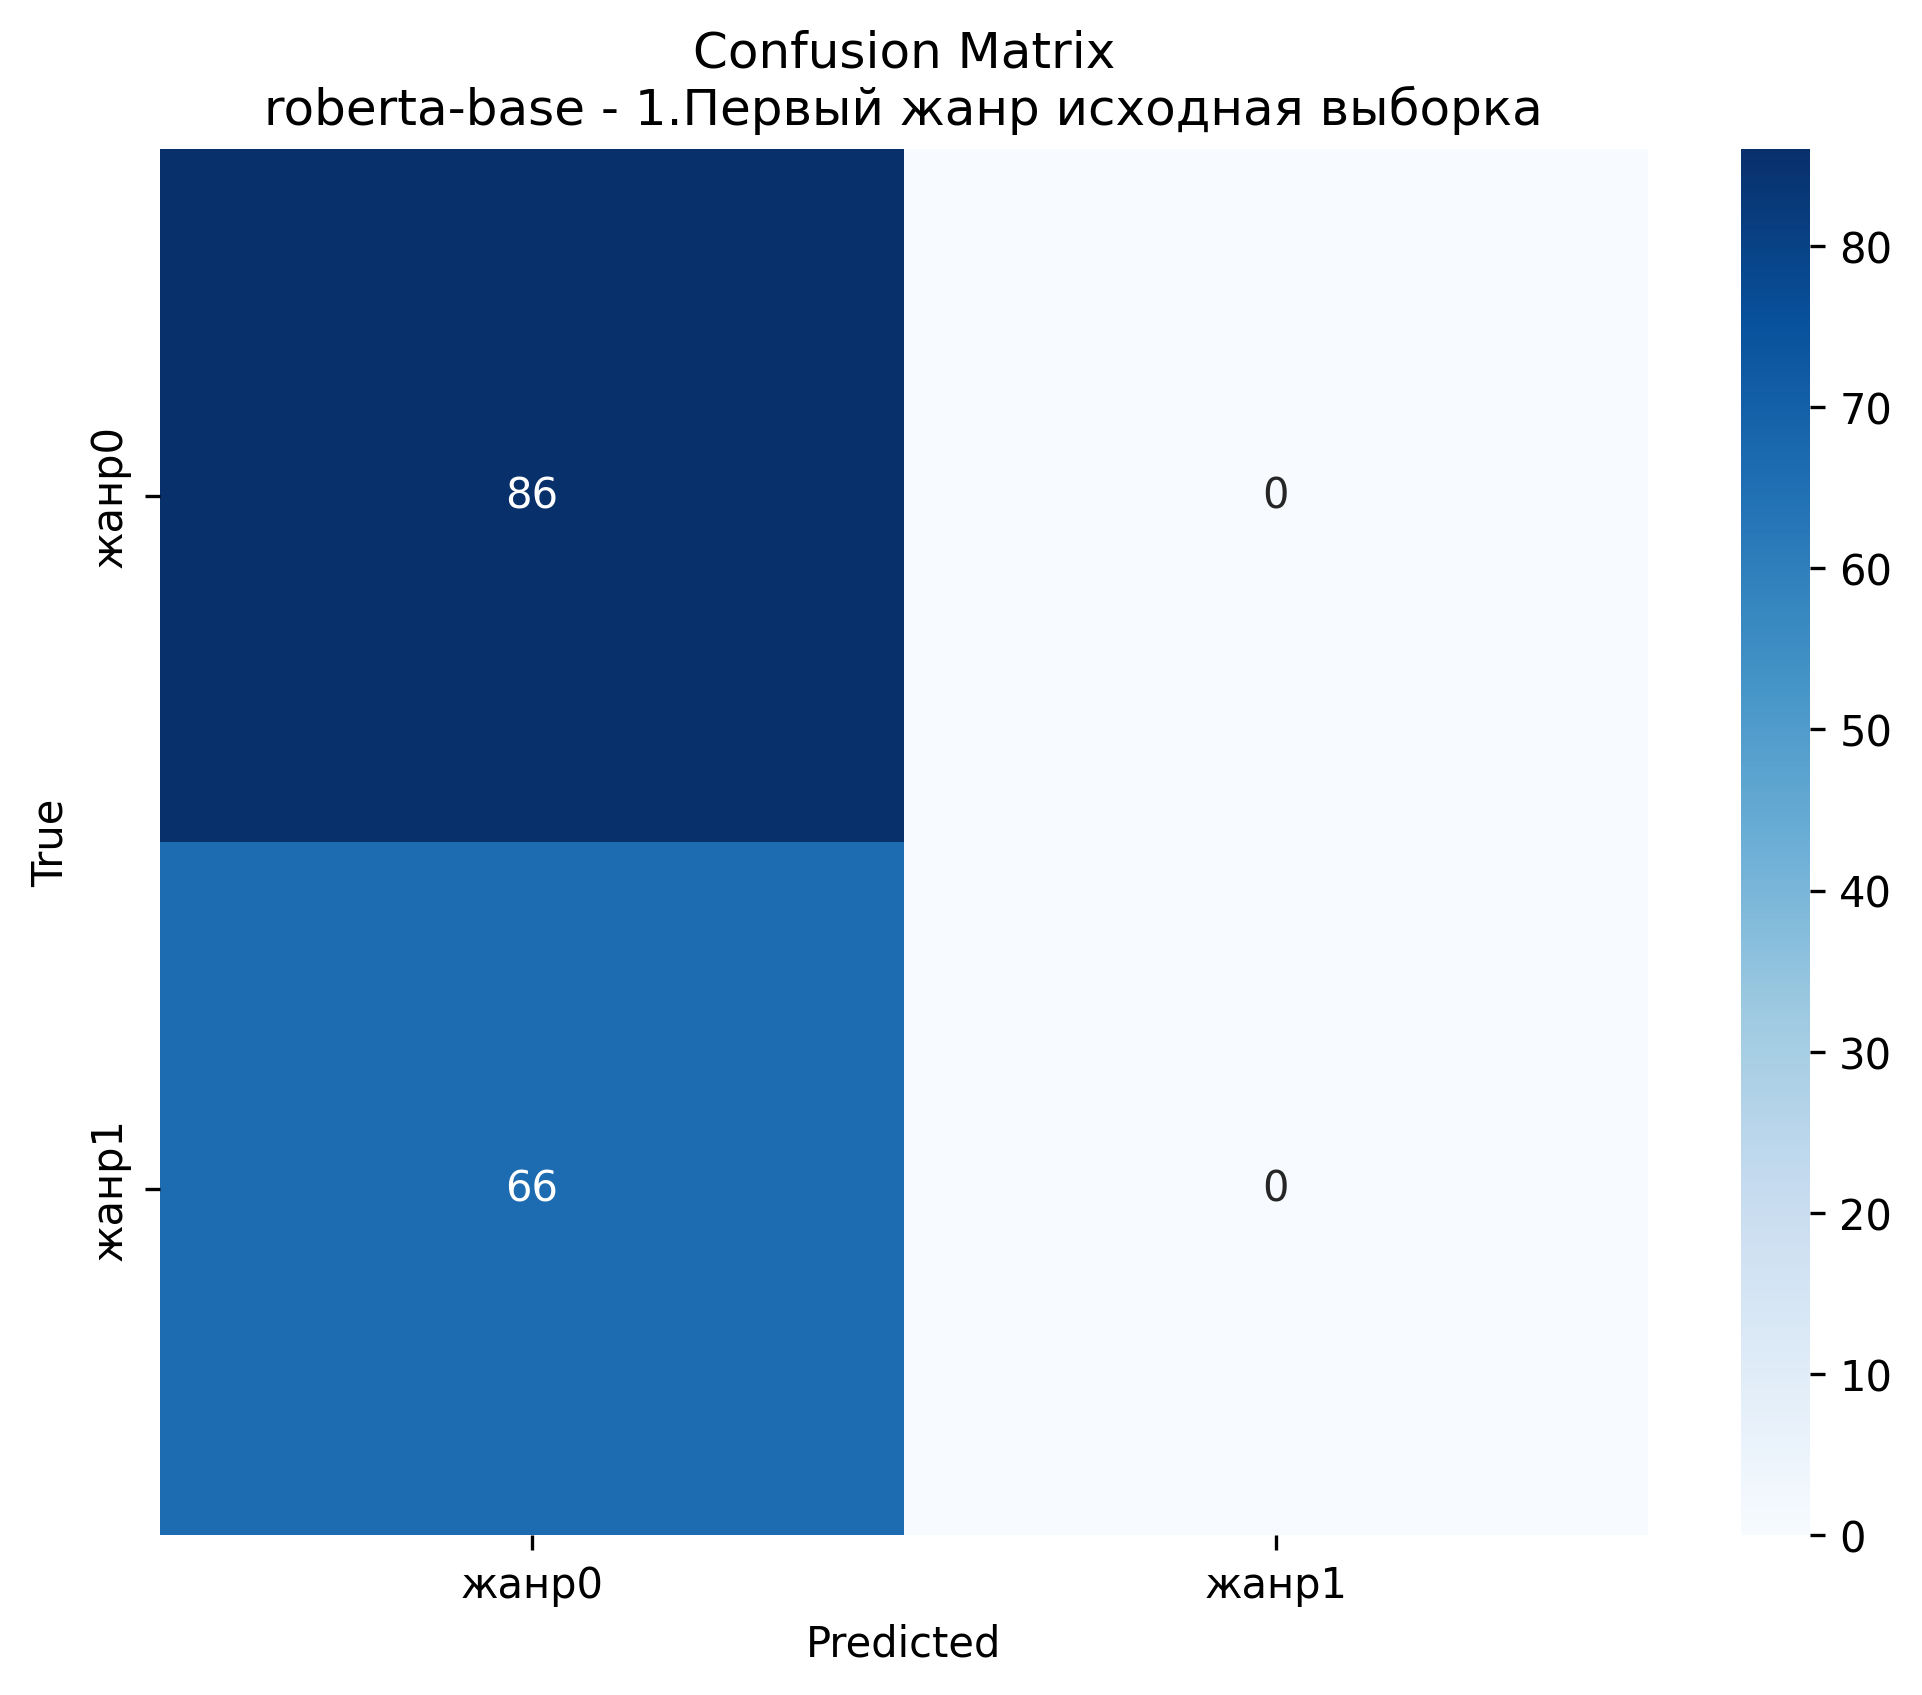 Confusion Matrix
roberta-base - 1.Первый жанр исходная выборка
True
жанр0
86
0
жанр1
66
0
жанр0
жанр1
Predicted
80
70
60
50
40
30
20
10
0